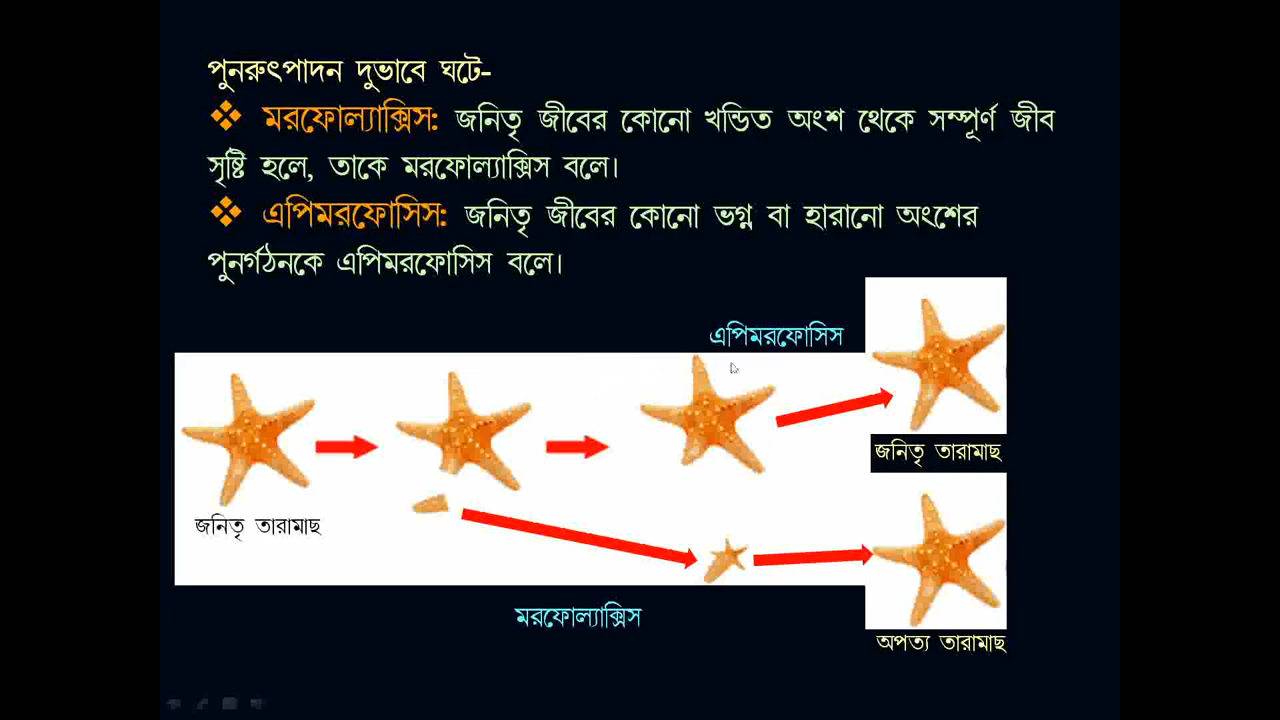 পুনরুৎপাদন দুভাবে ঘটে-
❖ মরফোল্যাক্সিস: জনিতৃ জীবের কোনো খন্ডিত অংশ থেকে সম্পূর্ণ জীব
সৃষ্টি হলে, তাকে মরফোল্যাক্সিস বলে।
❖ এপিমরফোসিস: জনিতৃ জীবের কোনো ভগ্ন বা হারানো অংশের
পুনর্গঠনকে এপিমরফোসিস বলে।
এপিমরফোসিস
জনিতৃ তারামাছ
জনিতৃ তারামাছ
মরফোল্যাক্সিস
অপত্য তারামাছ